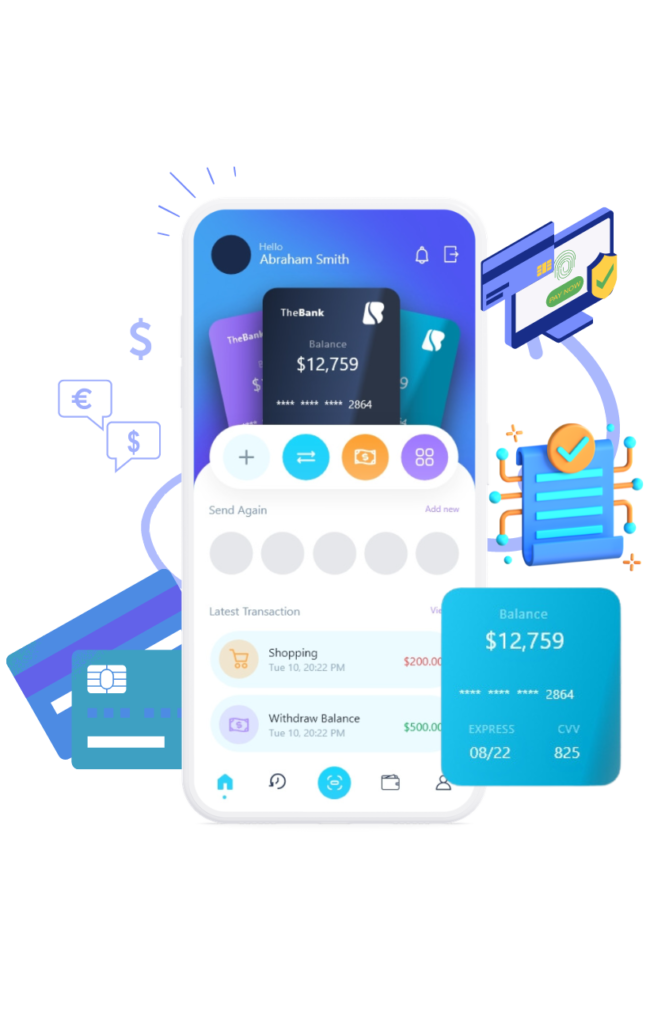 Hello
Abraham Smith
TheBank
TheBank
Balance
$12,759
**** **** **** 2864
PAY NOW
$
€
$
Send Again
Add new
Latest Transaction
Shopping
Tue 10, 20:22 PM
$200.00
Withdraw Balance
Tue 10, 20:22 PM
$500.00
Balance
$12,759
**** **** **** 2864
EXPRESS
CVV
08/22
825